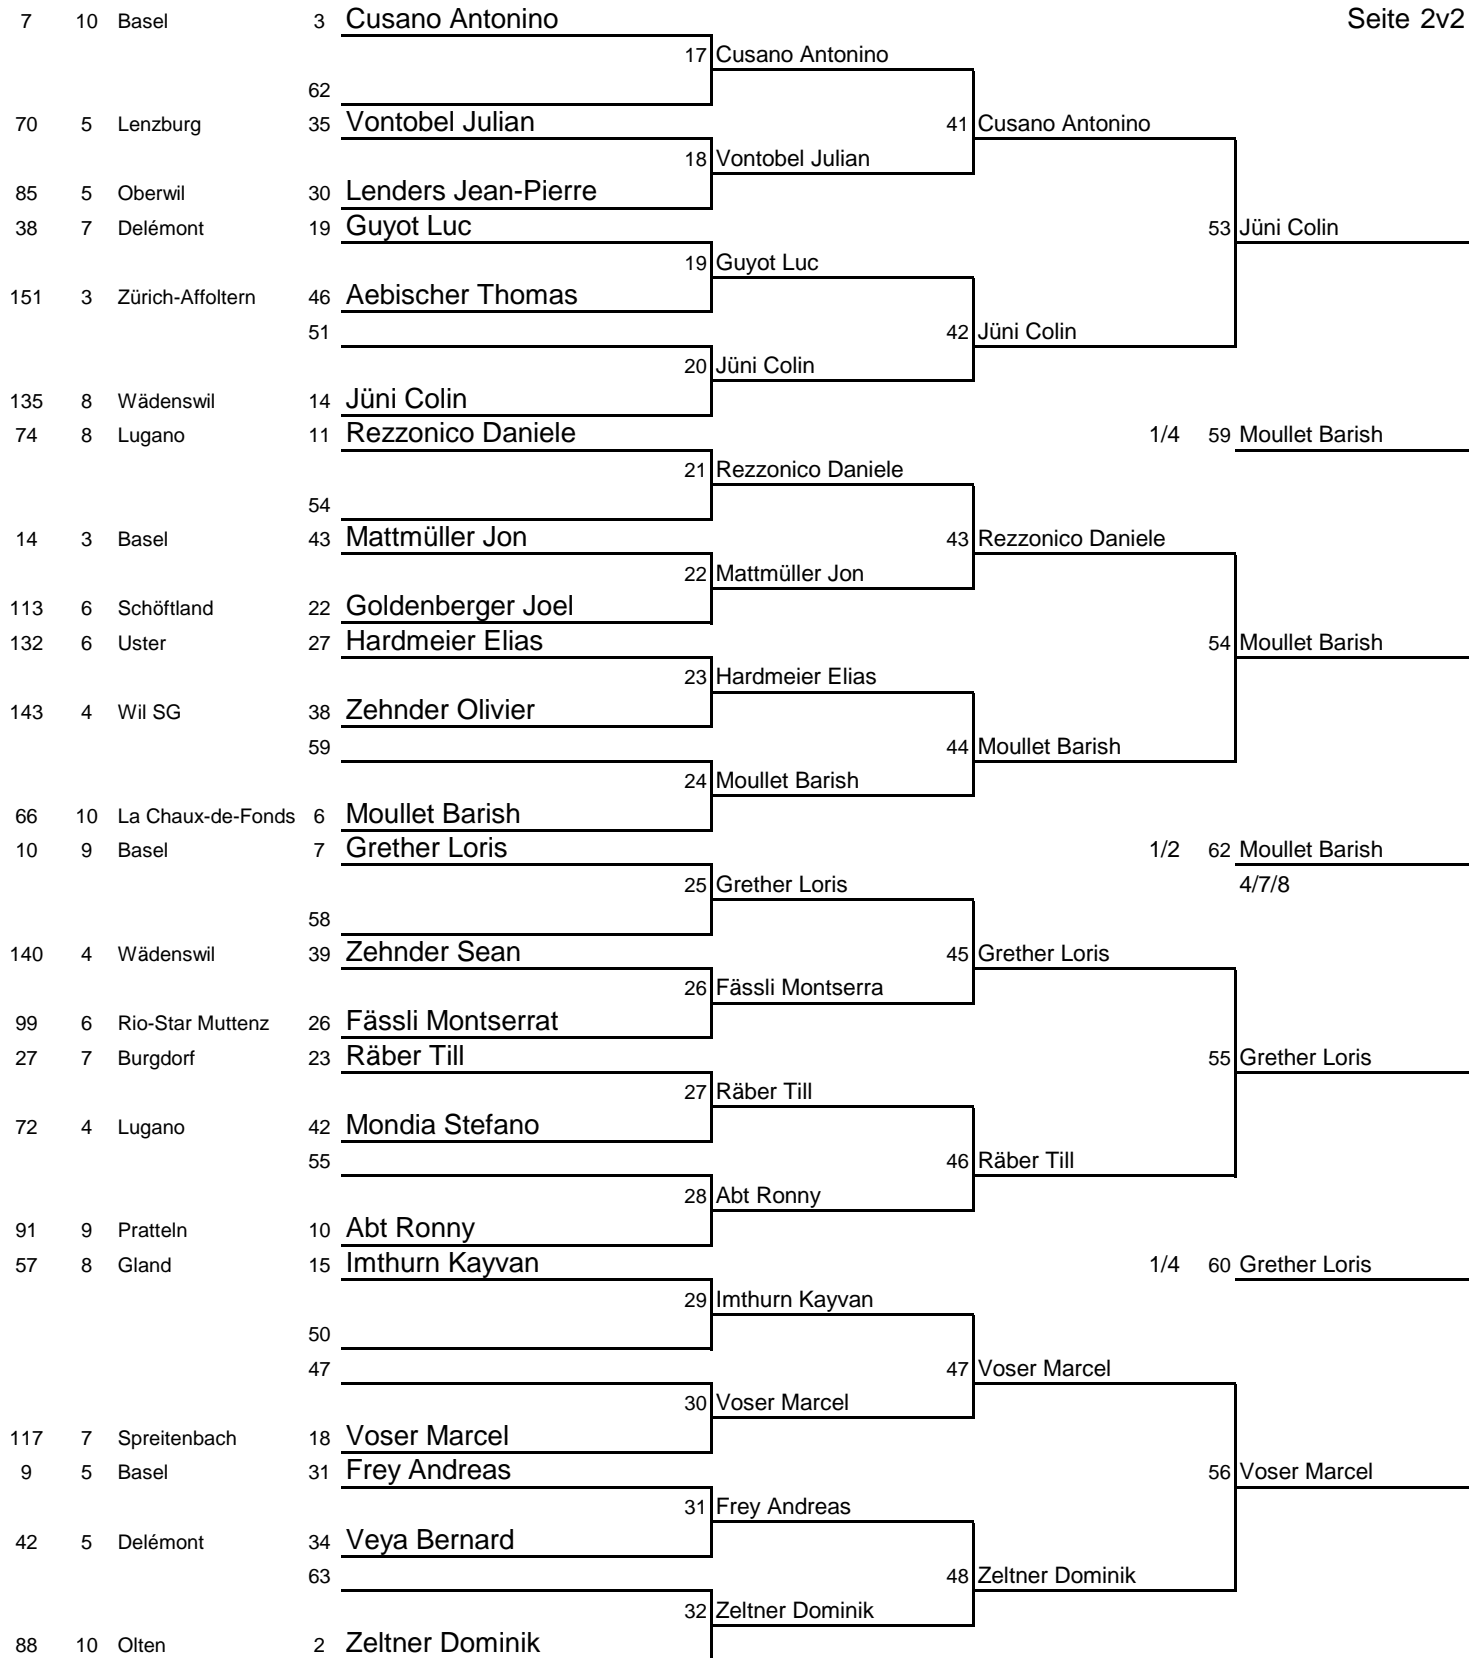 7 10 Basel 3 Cusano Antonino Seite 2v2
17 Cusano Antonino
62
70 5 Lenzburg 35 Vontobel Julian 41 Cusano Antonino
18 Vontobel Julian
85 5 Oberwil 30 Lenders Jean-Pierre
38 7 Delémont 19 Guyot Luc 53 Jüni Colin
19 Guyot Luc
151 3 Zürich-Affoltern 46 Aebischer Thomas
51 42 Jüni Colin
20 Jüni Colin
135 8 Wädenswil 14 Jüni Colin
74 8 Lugano 11 Rezzonico Daniele 1/4 59 Moullet Barish
21 Rezzonico Daniele
54
14 3 Basel 43 Mattmüller Jon 43 Rezzonico Daniele
22 Mattmüller Jon
113 6 Schöftland 22 Goldenberger Joel
132 6 Uster 27 Hardmeier Elias 54 Moullet Barish
23 Hardmeier Elias
143 4 Wil SG 38 Zehnder Olivier
59 44 Moullet Barish
24 Moullet Barish
66 10 La Chaux-de-Fonds 6 Moullet Barish
10 9 Basel 7 Grether Loris 1/2 62 Moullet Barish
25 Grether Loris 4/7/8
58
140 4 Wädenswil 39 Zehnder Sean 45 Grether Loris
26 Fässli Montserra
99 6 Rio-Star Muttenz 26 Fässli Montserrat
27 7 Burgdorf 23 Räber Till 55 Grether Loris
27 Räber Till
72 4 Lugano 42 Mondia Stefano
55 46 Räber Till
28 Abt Ronny
91 9 Pratteln 10 Abt Ronny
57 8 Gland 15 Imthurn Kayvan 1/4 60 Grether Loris
29 Imthurn Kayvan
50
47 47 Voser Marcel
30 Voser Marcel
117 7 Spreitenbach 18 Voser Marcel
9 5 Basel 31 Frey Andreas 56 Voser Marcel
31 Frey Andreas
42 5 Delémont 34 Veya Bernard
63 48 Zeltner Dominik
32 Zeltner Dominik
88 10 Olten 2 Zeltner Dominik